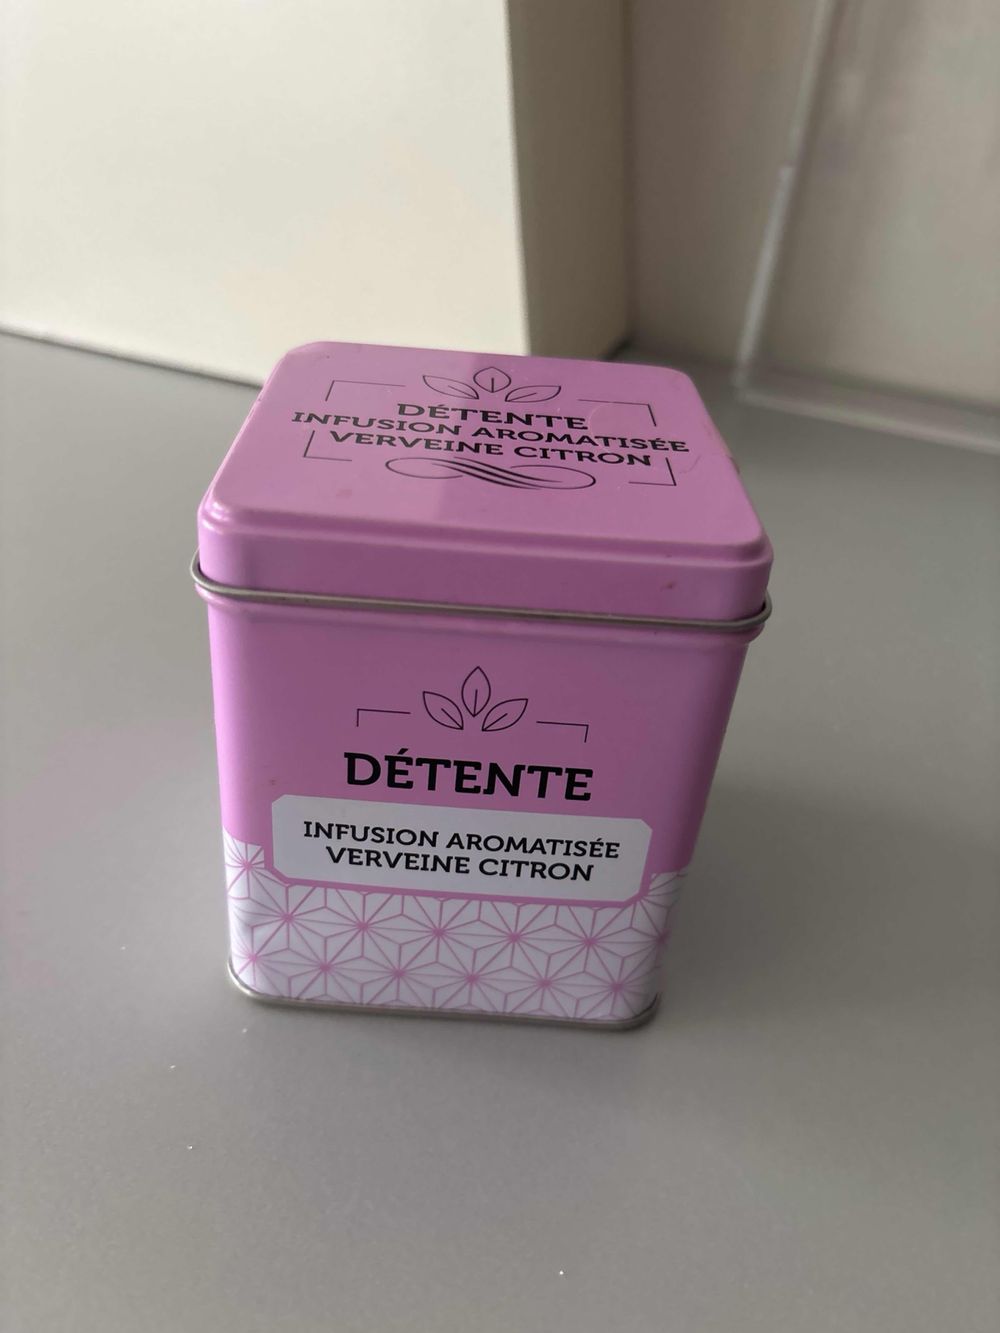 DÉTENTE
INFUSION AROMATISÉE
VERVEINE CITRON
DÉTENTE
INFUSION AROMATISÉE
VERVEINE CITRON